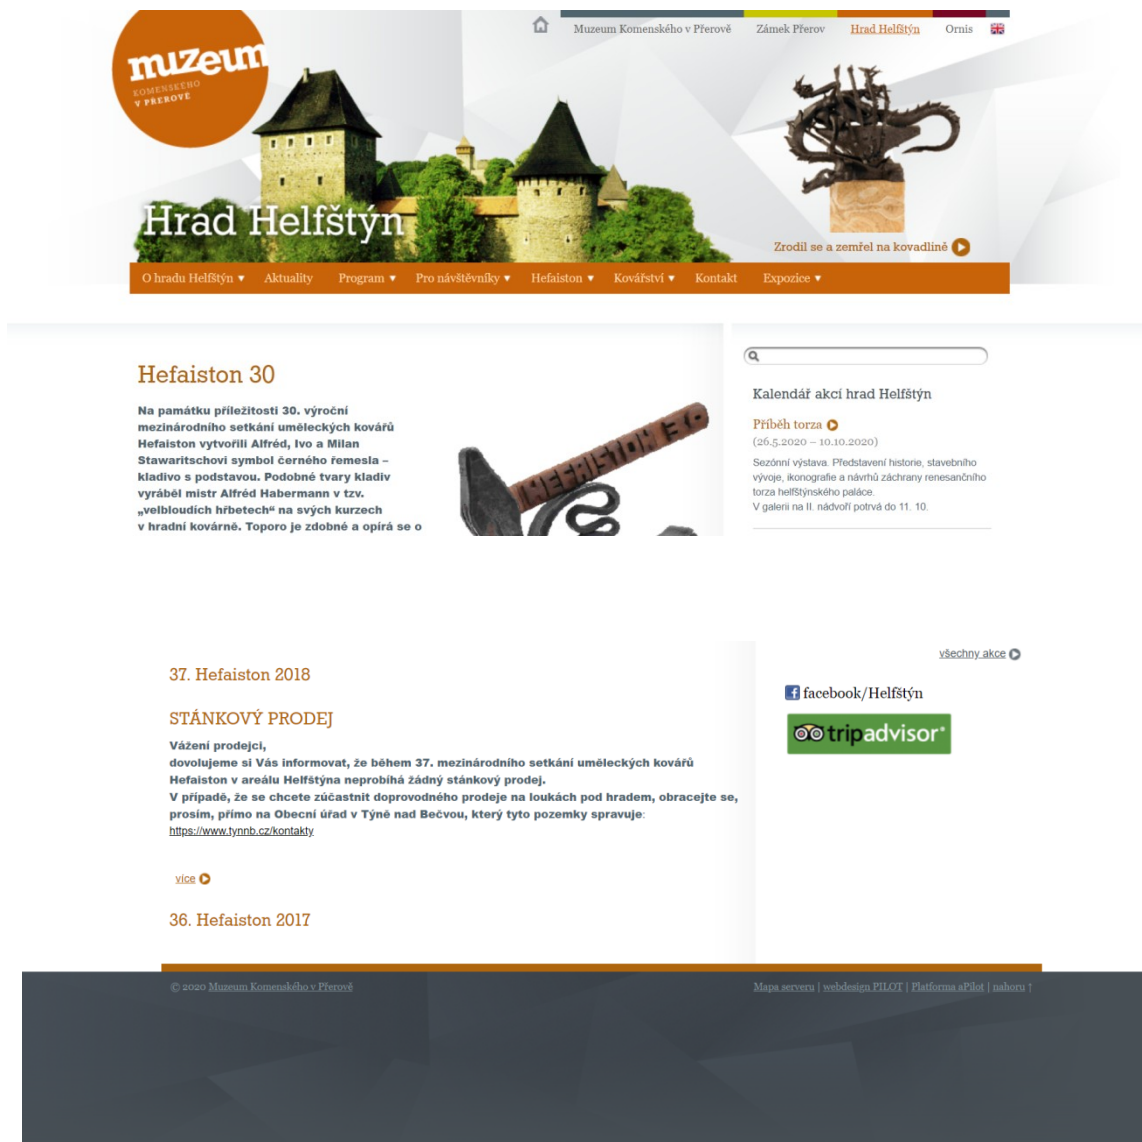 muzeum
KOMENSKÉHO
V PŘEROVĚ
Muzeum Komenského v Přerově
Zámek Přerov
Hrad Helfštýn
Ornis
Hrad Helfštýn
Zrodil se a zemřel na kovadlině
O hradu Helfštýn ▼ Aktuality Program ▼ Pro návštěvníky ▼ Hefaiston ▼ Kovářství ▼ Kontakt Expozice ▼
Hefaiston 30
Na památku příležitosti 30. výroční
mezinárodního setkání uměleckých kovářů
Hefaiston vytvořili Alfréd, Ivo a Milan
Stawaritschovi symbol černého řemesla –
kladivo s podstavou. Podobné tvary kladiv
vyráběl mistr Alfréd Habermann v tzv.
„velbloudích hřbetech“ na svých kurzech
v hradní kovárně. Toporo je zdobné a opírá se o
HEFAISTON 30
Kalendář akcí hrad Helfštýn
Příběh torza
(26.5.2020 – 10.10.2020)
Sezónní výstava. Představení historie, stavebního
vývoje, ikonografie a návrhů záchrany renesančního
torza helfštýnského paláce.
V galerii na II. nádvoří potrvá do 11. 10.
37. Hefaiston 2018
STÁNKOVÝ PRODEJ
Vážení prodejci,
dovolujeme si Vás informovat, že během 37. mezinárodního setkání uměleckých kovářů
Hefaiston v areálu Helfštýna neprobíhá žádný stánkový prodej.
V případě, že se chcete zúčastnit doprovodného prodeje na loukách pod hradem, obracejte se,
prosím, přímo na Obecní úřad v Týně nad Bečvou, který tyto pozemky spravuje:
https://www.tynnb.cz/kontakty
více
36. Hefaiston 2017
všechny akce
facebook/Helfštýn
tripadvisor®
© 2020 Muzeum Komenského v Přerově
Mapa serveru | webdesign PILOT | Platforma aPilot | nahoru ↑